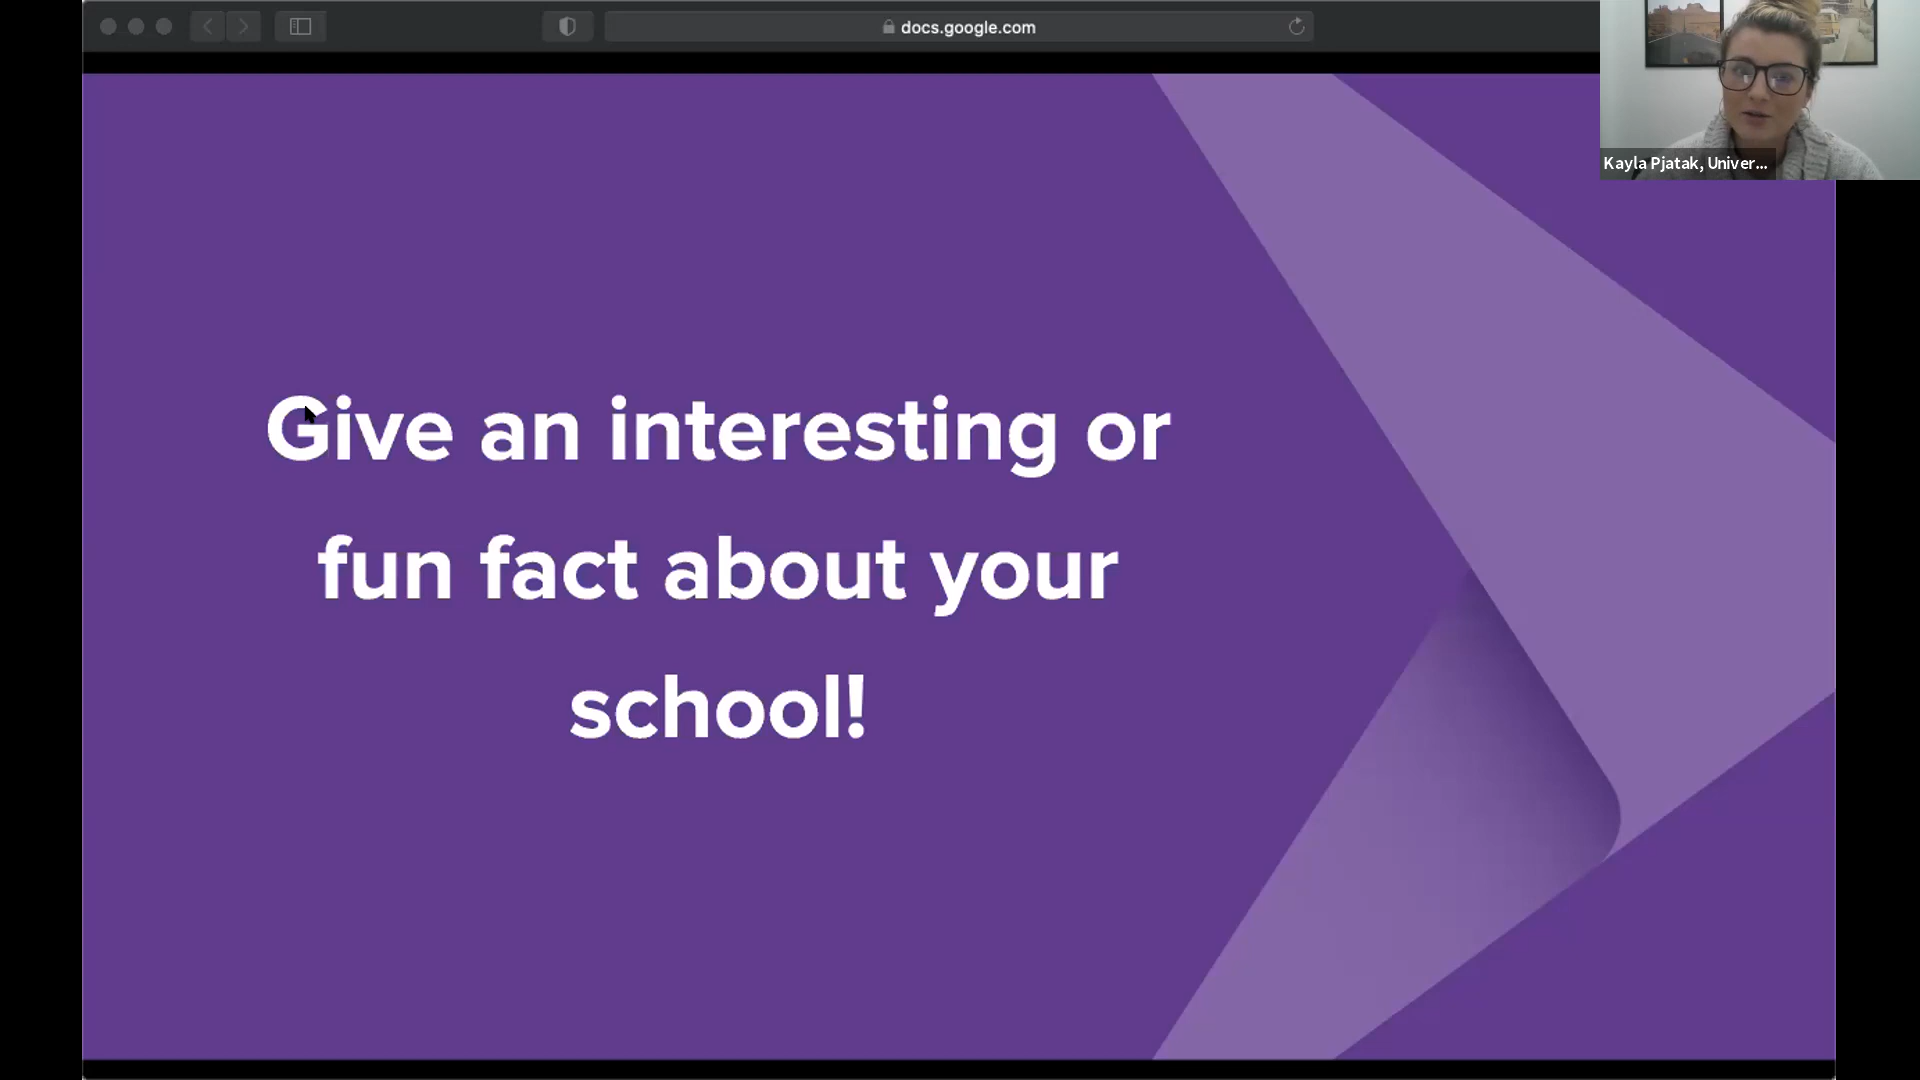 docs.google.com
Kayla Pjatak, Univer...
Give an interesting or
fun fact about your
school!